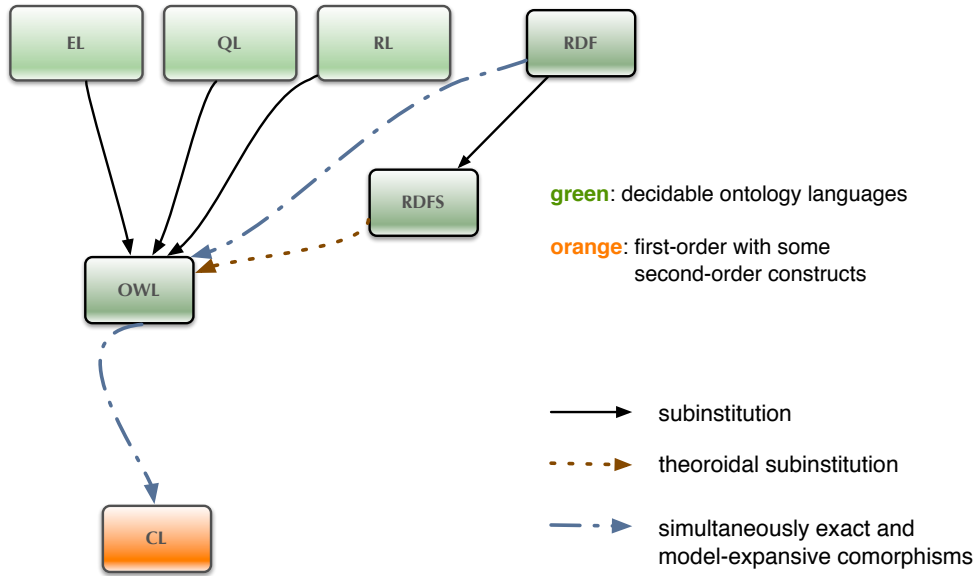 EL
QL
RL
RDF
RDFS
green: decidable ontology languages
orange: first-order with some
second-order constructs
OWL
subinstitution
theoroidal subinstitution
CL
simultaneously exact and
model-expansive comorphisms